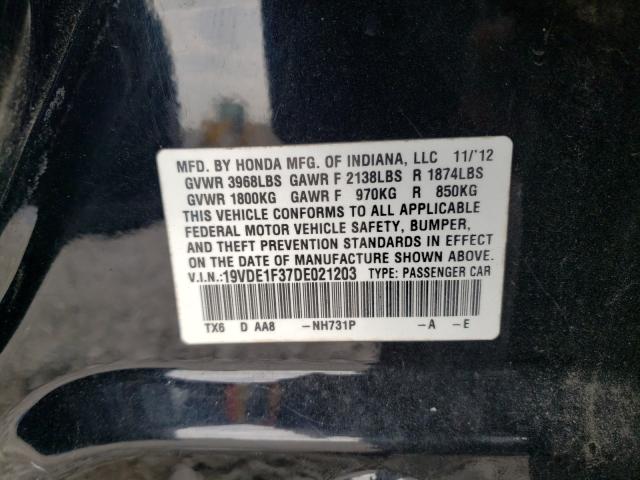 MFD. BY HONDA MFG. OF INDIANA, LLC 11/'12
GVWR 3968LBS GAWR F 2138LBS R 1874LBS
GVWR 1800KG GAWR F 970KG R 850KG
THIS VEHICLE CONFORMS TO ALL APPLICABLE
FEDERAL MOTOR VEHICLE SAFETY, BUMPER,
AND THEFT PREVENTION STANDARDS IN EFFECT
ON THE DATE OF MANUFACTURE SHOWN ABOVE.
V.I.N.:19VDE1F37DE021203 TYPE: PASSENGER CAR
TX6 D AA8 -NH731P -A -E